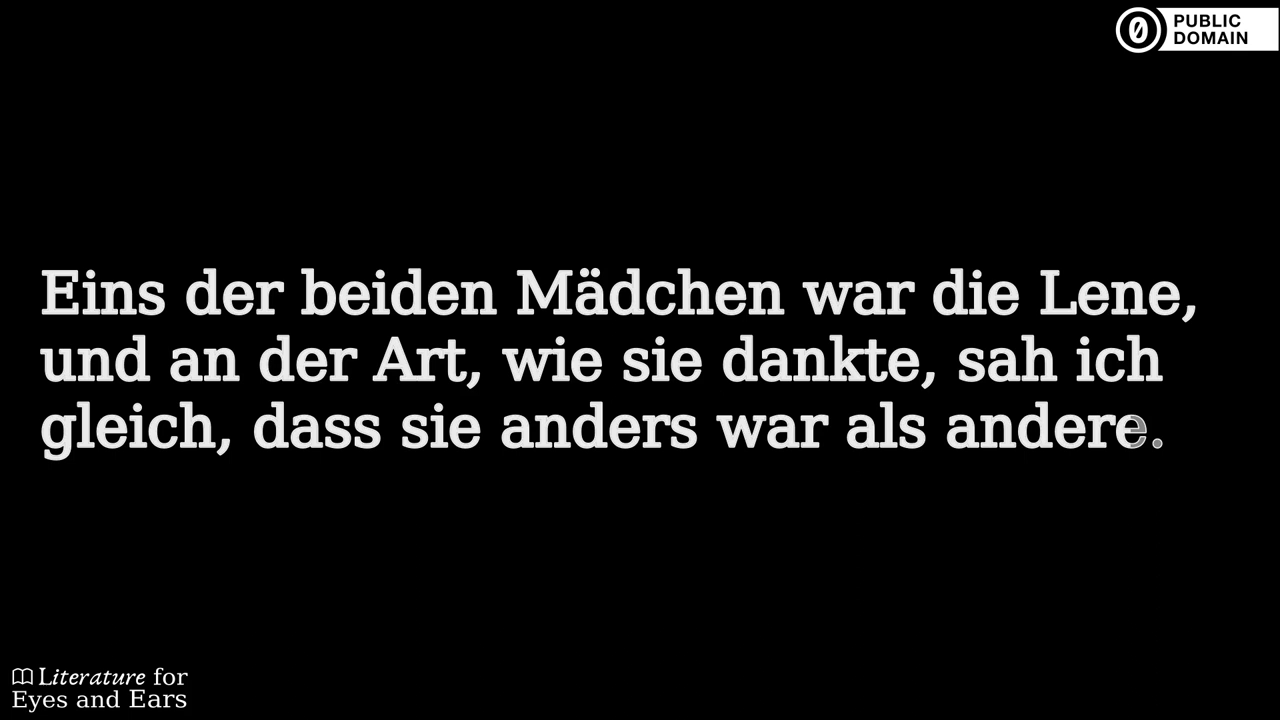 PUBLIC
DOMAIN
Eins der beiden Mädchen war die Lene,
und an der Art, wie sie dankte, sah ich
gleich, dass sie anders war als andere.
Literature for
Eyes and Ears